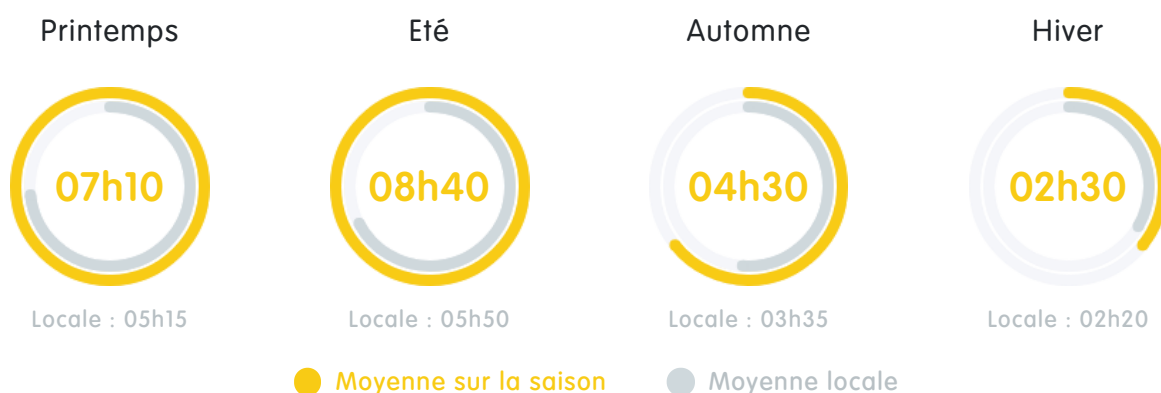 Printemps
Eté
Automne
Hiver
07h10
08h40
04h30
02h30
Locale : 05h15
Locale : 05h50
Locale : 03h35
Locale : 02h20
Moyenne sur la saison
Moyenne locale